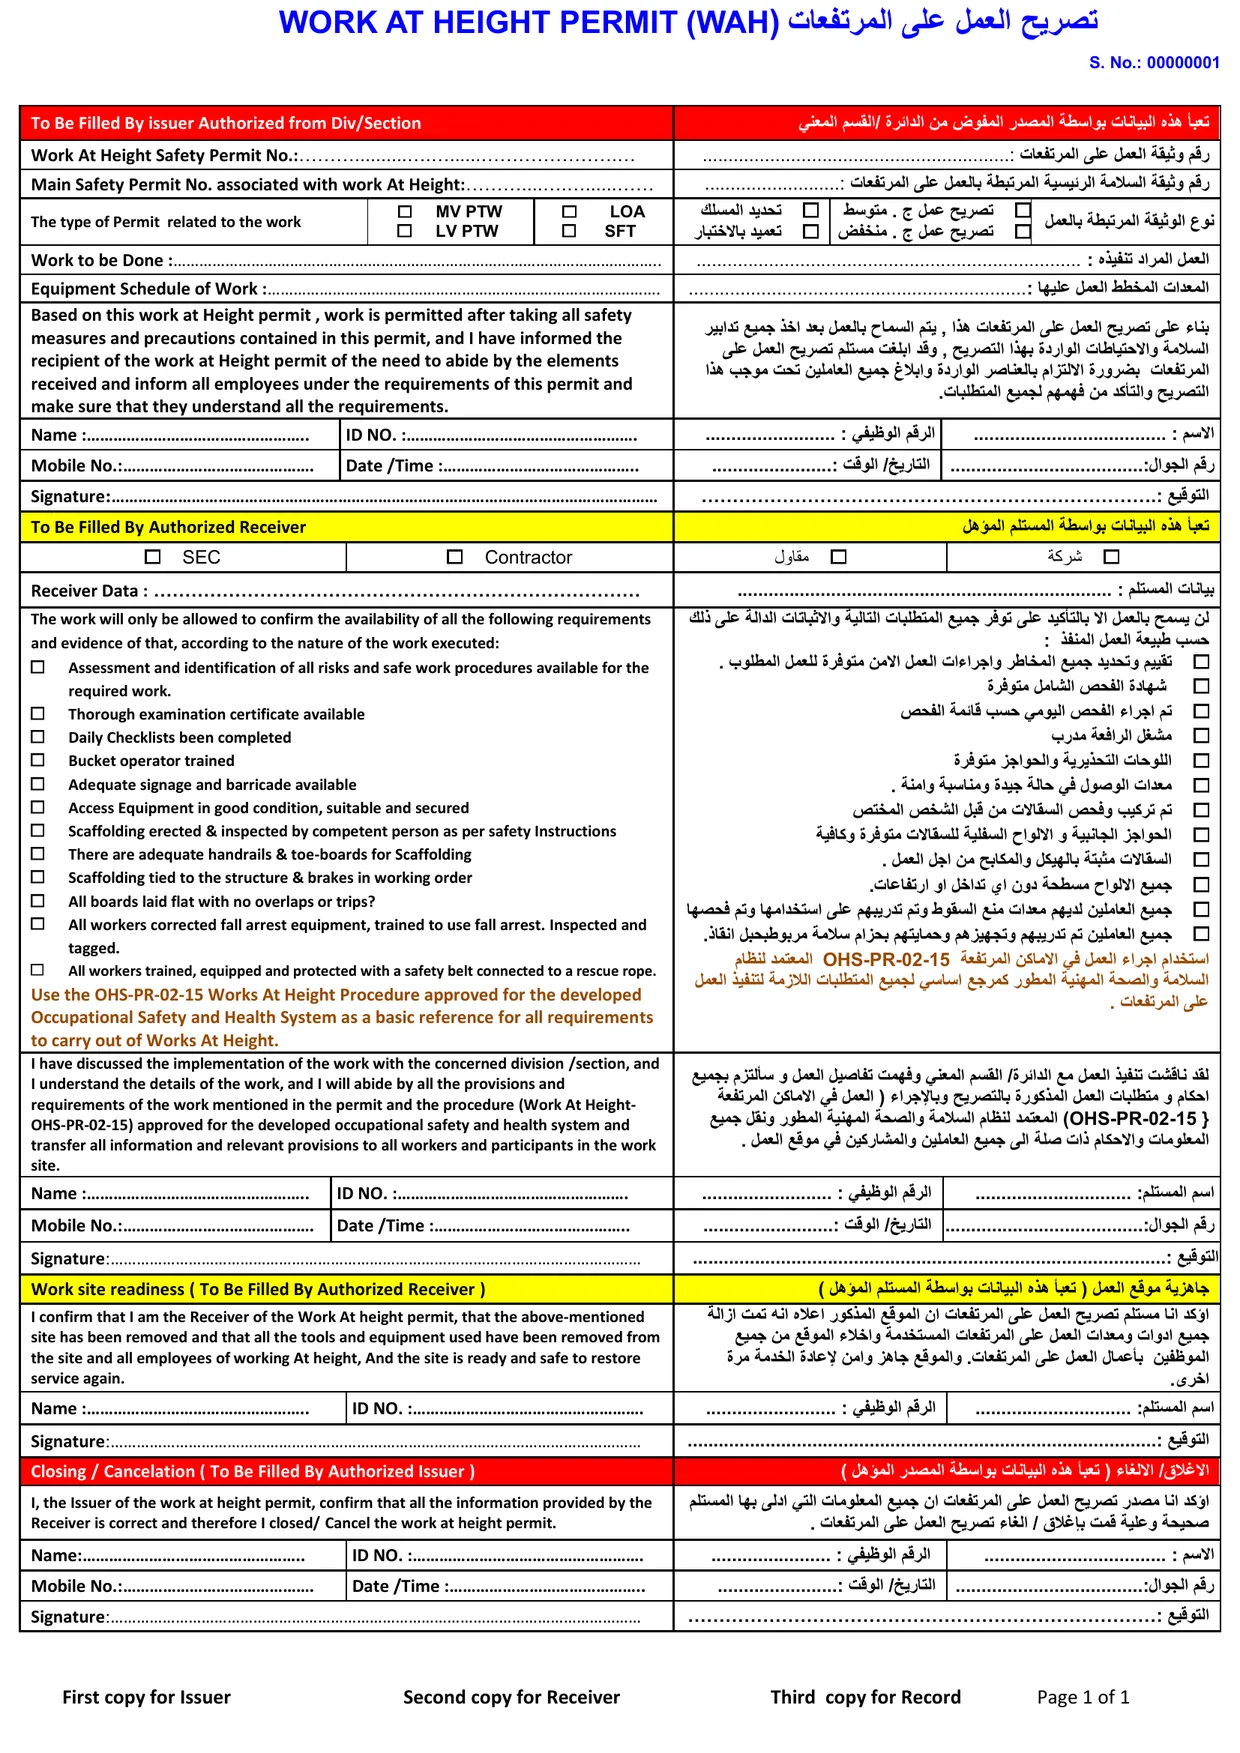 WORK AT HEIGHT PERMIT (WAH) تصريح العمل على المرتفعات
S. No.: 00000001
To Be Filled By issuer Authorized from Div/Section
تعبأ هذه البيانات بواسطة المصدر المفوض من الدائرة /القسم المعني
Work At Height Safety Permit No.:……………………………………………
رقم وثيقة العمل على المرتفعات :............................................................
Main Safety Permit No. associated with work At Height:………………………
رقم وثيقة السلامة الرئيسية المرتبطة بالعمل على المرتفعات :..........................
The type of Permit related to the work
☐ MV PTW
☐ LV PTW
☐ LOA
☐ SFT
☐ تحديد المسلك
☐ تعميد بالاختبار
تصريح عمل ج . متوسط ☐
تصريح عمل ج . منخفض ☐
نوع الوثيقة المرتبطة بالعمل
Work to be Done :……………………………………………………………………………
العمل المراد تنفيذه : ...........................................................................
Equipment Schedule of Work :………………………………………………………………
المعدات المخطط العمل عليها :.................................................................
Based on this work at Height permit , work is permitted after taking all safety
measures and precautions contained in this permit, and I have informed the
recipient of the work at Height permit of the need to abide by the elements
received and inform all employees under the requirements of this permit and
make sure that they understand all the requirements.
بناء على تصريح العمل على المرتفعات هذا , يتم السماح بالعمل بعد اخذ جميع تدابير
السلامة والاحتياطات الواردة بهذا التصريح , وقد ابلغت مستلم تصريح العمل على
المرتفعات بضرورة الالتزام بالعناصر الواردة وابلاغ جميع العاملين تحت موجب هذا
التصريح والتأكد من فهمهم لجميع المتطلبات.
Name :…………………………………………. ID NO. :…………………………………………….
الاسم : ..................................... الرقم الوظيفي : .........................
Mobile No.:……………………………………. Date /Time :……………………………………..
رقم الجوال:..................................... التاريخ/ الوقت :.......................
Signature:……………………………………………………………………………………………
التوقيع :.........................................................................
To Be Filled By Authorized Receiver
تعبأ هذه البيانات بواسطة المستلم المؤهل
☐ SEC ☐ Contractor
☐ شركة ☐ مقاول
Receiver Data : ……………………………………………………………………
بيانات المستلم : ........................................................................
The work will only be allowed to confirm the availability of all the following requirements
and evidence of that, according to the nature of the work executed:
☐ Assessment and identification of all risks and safe work procedures available for the
required work.
☐ Thorough examination certificate available
☐ Daily Checklists been completed
☐ Bucket operator trained
☐ Adequate signage and barricade available
☐ Access Equipment in good condition, suitable and secured
☐ Scaffolding erected & inspected by competent person as per safety Instructions
☐ There are adequate handrails & toe-boards for Scaffolding
☐ Scaffolding tied to the structure & brakes in working order
☐ All boards laid flat with no overlaps or trips?
☐ All workers corrected fall arrest equipment, trained to use fall arrest. Inspected and
tagged.
☐ All workers trained, equipped and protected with a safety belt connected to a rescue rope.
Use the OHS-PR-02-15 Works At Height Procedure approved for the developed
Occupational Safety and Health System as a basic reference for all requirements
to carry out of Works At Height.
لن يسمح بالعمل الا بالتأكيد على توفر جميع المتطلبات التالية والاثباتات الدالة على ذلك
حسب طبيعة العمل المنفذ :
☐ تقييم وتحديد جميع المخاطر واجراءات العمل الامن متوفرة للعمل المطلوب .
☐ شهادة الفحص الشامل متوفرة
☐ تم اجراء الفحص اليومي حسب قائمة الفحص
☐ مشغل الرافعة مدرب
☐ اللوحات التحذيرية والحواجز متوفرة
☐ معدات الوصول في حالة جيدة ومناسبة وامنة .
☐ تم تركيب وفحص السقالات من قبل الشخص المختص
☐ الحواجز الجانبية و الالواح السفلية للسقالات متوفرة وكافية
☐ السقالات مثبتة بالهيكل والمكابح من اجل العمل .
☐ جميع الالواح مسطحة دون اي تداخل او ارتفاعات.
☐ جميع العاملين لديهم معدات منع السقوط وتم تدريبهم على استخدامها وتم فحصها
☐ جميع العاملين تم تدريبهم وتجهيزهم وحمايتهم بحزام سلامة مربوطبحبل انقاذ.
استخدام اجراء العمل في الاماكن المرتفعة OHS-PR-02-15 المعتمد لنظام
السلامة والصحة المهنية المطور كمرجع اساسي لجميع المتطلبات اللازمة لتنفيذ العمل
على المرتفعات .
I have discussed the implementation of the work with the concerned division /section, and
I understand the details of the work, and I will abide by all the provisions and
requirements of the work mentioned in the permit and the procedure (Work At Height-
OHS-PR-02-15) approved for the developed occupational safety and health system and
transfer all information and relevant provisions to all workers and participants in the work
site.
لقد ناقشت تنفيذ العمل مع الدائرة/ القسم المعني وفهمت تفاصيل العمل و سألتزم بجميع
احكام و متطلبات العمل المذكورة بالتصريح وبالإجراء ( العمل في الاماكن المرتفعة
{ OHS-PR-02-15) المعتمد لنظام السلامة والصحة المهنية المطور ونقل جميع
المعلومات والاحكام ذات صلة الى جميع العاملين والمشاركين في موقع العمل .
Name :…………………………………………. ID NO. :…………………………………………….
اسم المستلم: .............................. الرقم الوظيفي : .........................
Mobile No.:……………………………………. Date /Time :……………………………………..
رقم الجوال:...................................... التاريخ/ الوقت :.........................
Signature:…………………………………………………………………………………………
التوقيع :...........................................................................................
Work site readiness ( To Be Filled By Authorized Receiver )
جاهزية موقع العمل ( تعبأ هذه البيانات بواسطة المستلم المؤهل )
I confirm that I am the Receiver of the Work At height permit, that the above-mentioned
site has been removed and that all the tools and equipment used have been removed from
the site and all employees of working At height, And the site is ready and safe to restore
service again.
اوكد انا مستلم تصريح العمل على المرتفعات ان الموقع المذكور اعلاه انه تمت ازالة
جميع ادوات ومعدات العمل على المرتفعات المستخدمة واخلاء الموقع من جميع
الموظفين بأعمال العمل على المرتفعات. والموقع جاهز وامن لإعادة الخدمة مرة
اخرى.
Name :…………………………………………. ID NO. :…………………………………………….
اسم المستلم: .............................. الرقم الوظيفي : .........................
Signature:…………………………………………………………………………………………
التوقيع :..........................................................................................
Closing / Cancelation ( To Be Filled By Authorized Issuer )
الاغلاق/ الالغاء ( تعبأ هذه البيانات بواسطة المصدر المؤهل )
I, the Issuer of the work at height permit, confirm that all the information provided by the
Receiver is correct and therefore I closed/ Cancel the work at height permit.
اوكد انا مصدر تصريح العمل على المرتفعات ان جميع المعلومات التي ادلى بها المستلم
صحيحة وعلية قمت بإغلاق / الغاء تصريح العمل على المرتفعات .
Name:…………………………………………. ID NO. :…………………………………………….
الاسم : ................................... الرقم الوظيفي : .......................
Mobile No.:……………………………………. Date /Time :……………………………………..
رقم الجوال:.................................... التاريخ/ الوقت :.......................
Signature:…………………………………………………………………………………………
التوقيع :...........................................................................
First copy for Issuer Second copy for Receiver Third copy for Record Page 1 of 1